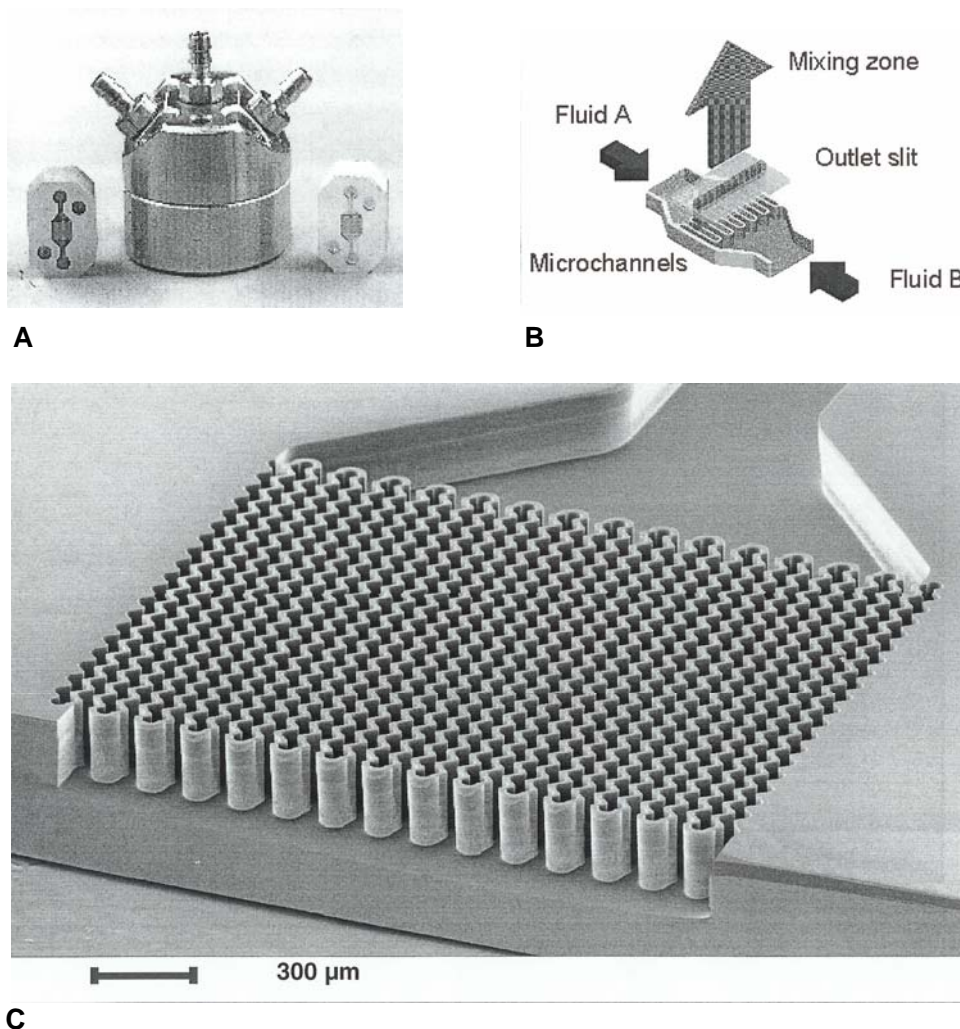 Mixing zone
Fluid A
Outlet slit
Microchannels
Fluid B
A
B
300 µm
C